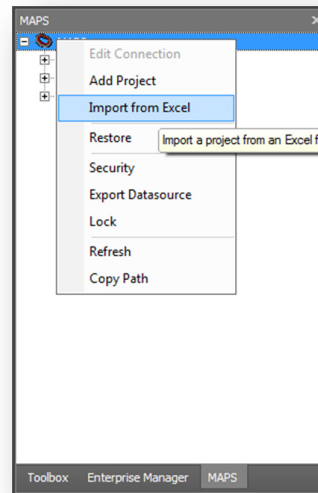 MAPS
Edit Connection
Add Project
Import from Excel
Restore
Import a project from an Excel f
Security
Export Datasource
Lock
Refresh
Copy Path
Toolbox Enterprise Manager MAPS